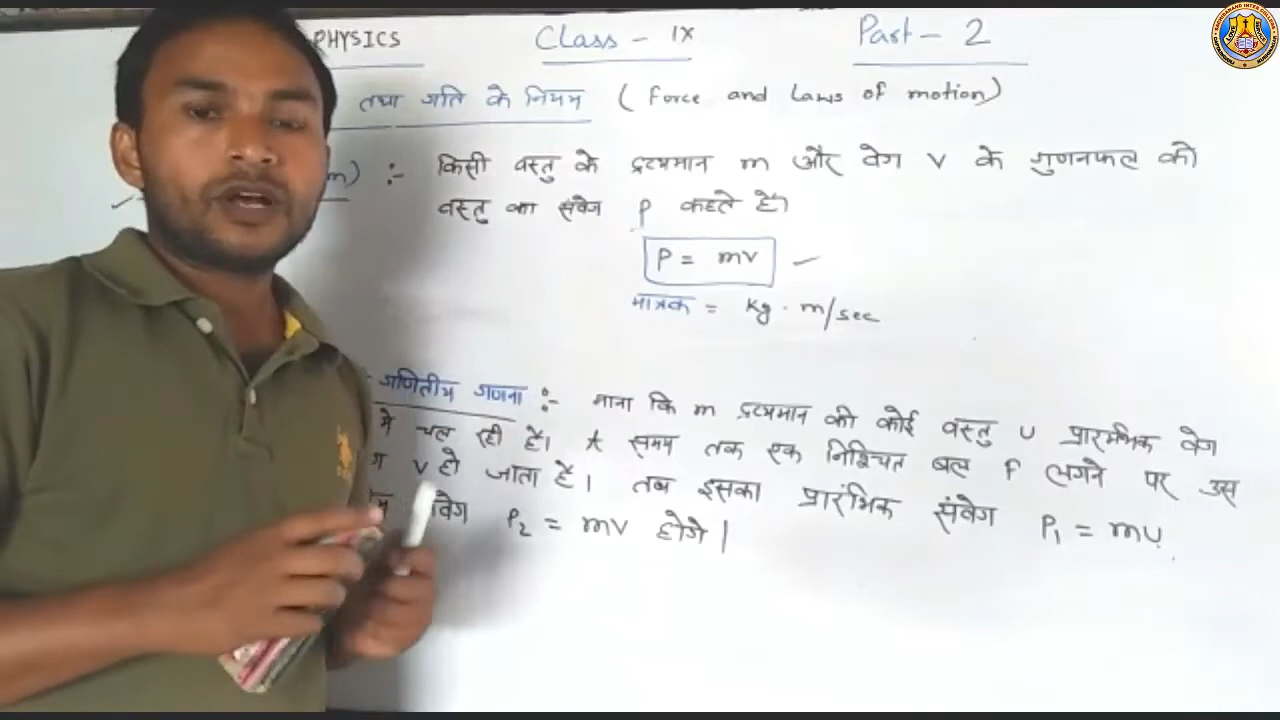 PHYSICS Class - IX Part - 2
तथा गति के नियम (Force and Laws of motion)
m) :- किसी वस्तु के द्रव्यमान m और वेग v के गुणनफल को
वस्तु का संवेग P कहते हैं।
P = mv
मात्रक = Kg. m/sec
गणितीय गणना :- माना कि m द्रव्यमान की कोई वस्तु u प्रारम्भिक वेग
से चल रही है। t समय तक एक निश्चित बल F लगने पर उस
v हो जाता है। तब इसका प्रारंभिक संवेग P₁ = mu
P₂ = mv होगे।